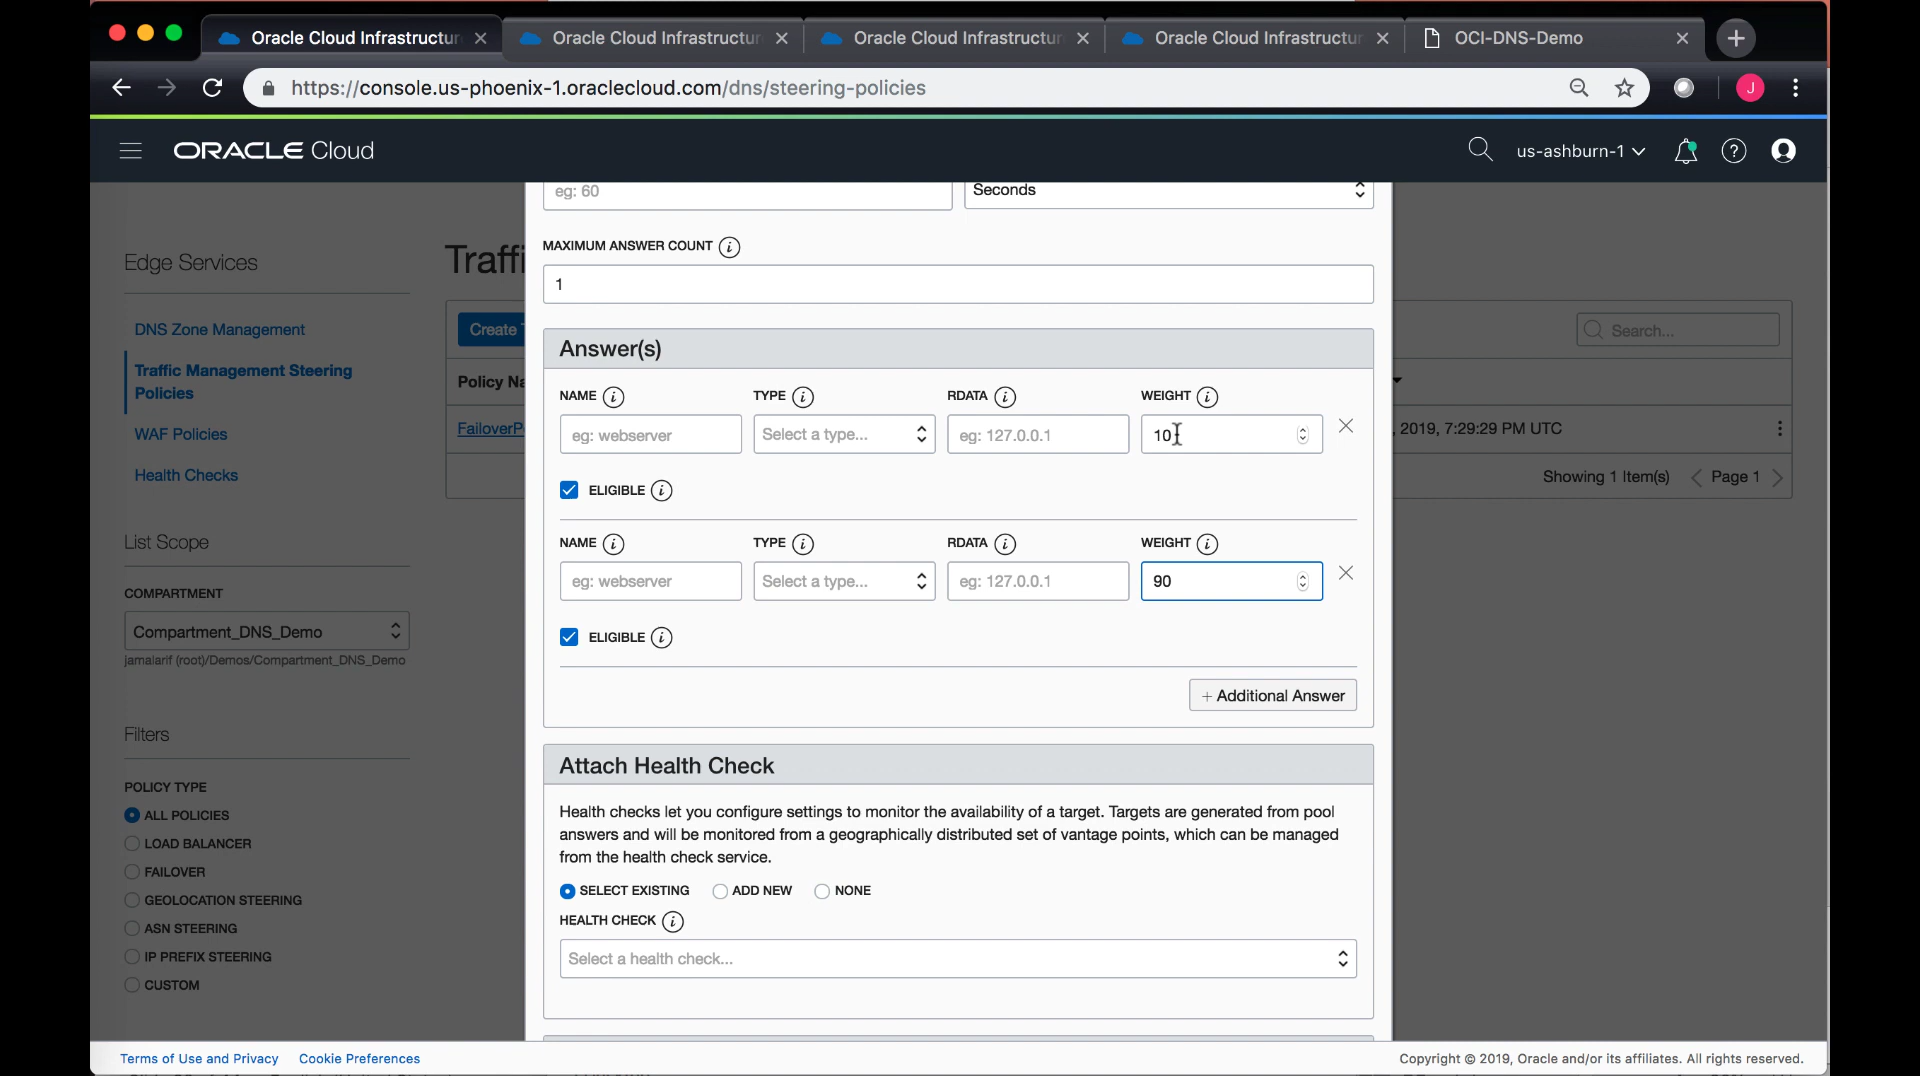 Oracle Cloud Infrastructur
Oracle Cloud Infrastructur
Oracle Cloud Infrastructur
Oracle Cloud Infrastructur
OCI-DNS-Demo
https://console.us-phoenix-1.oraclecloud.com/dns/steering-policies
J
ORACLE Cloud
us-ashburn-1
eg: 60
Seconds
Edge Services
DNS Zone Management
Traffic Management Steering
Policies
WAF Policies
Health Checks
List Scope
COMPARTMENT
Compartment_DNS_Demo
jamalarif (root)/Demos/Compartment_DNS_Demo
Filters
POLICY TYPE
ALL POLICIES
LOAD BALANCER
FAILOVER
GEOLOCATION STEERING
ASN STEERING
IP PREFIX STEERING
CUSTOM
Traffi
Create
Policy Na
FailoverP
MAXIMUM ANSWER COUNT
1
Answer(s)
NAME TYPE RDATA WEIGHT
eg: webserver Select a type... eg: 127.0.0.1 10
ELIGIBLE
NAME TYPE RDATA WEIGHT
eg: webserver Select a type... eg: 127.0.0.1 90
ELIGIBLE
+ Additional Answer
Attach Health Check
Health checks let you configure settings to monitor the availability of a target. Targets are generated from pool
answers and will be monitored from a geographically distributed set of vantage points, which can be managed
from the health check service.
SELECT EXISTING ADD NEW NONE
HEALTH CHECK
Select a health check...
Search...
, 2019, 7:29:29 PM UTC
Showing 1 Item(s) Page 1
Terms of Use and Privacy Cookie Preferences
Copyright © 2019, Oracle and/or its affiliates. All rights reserved.